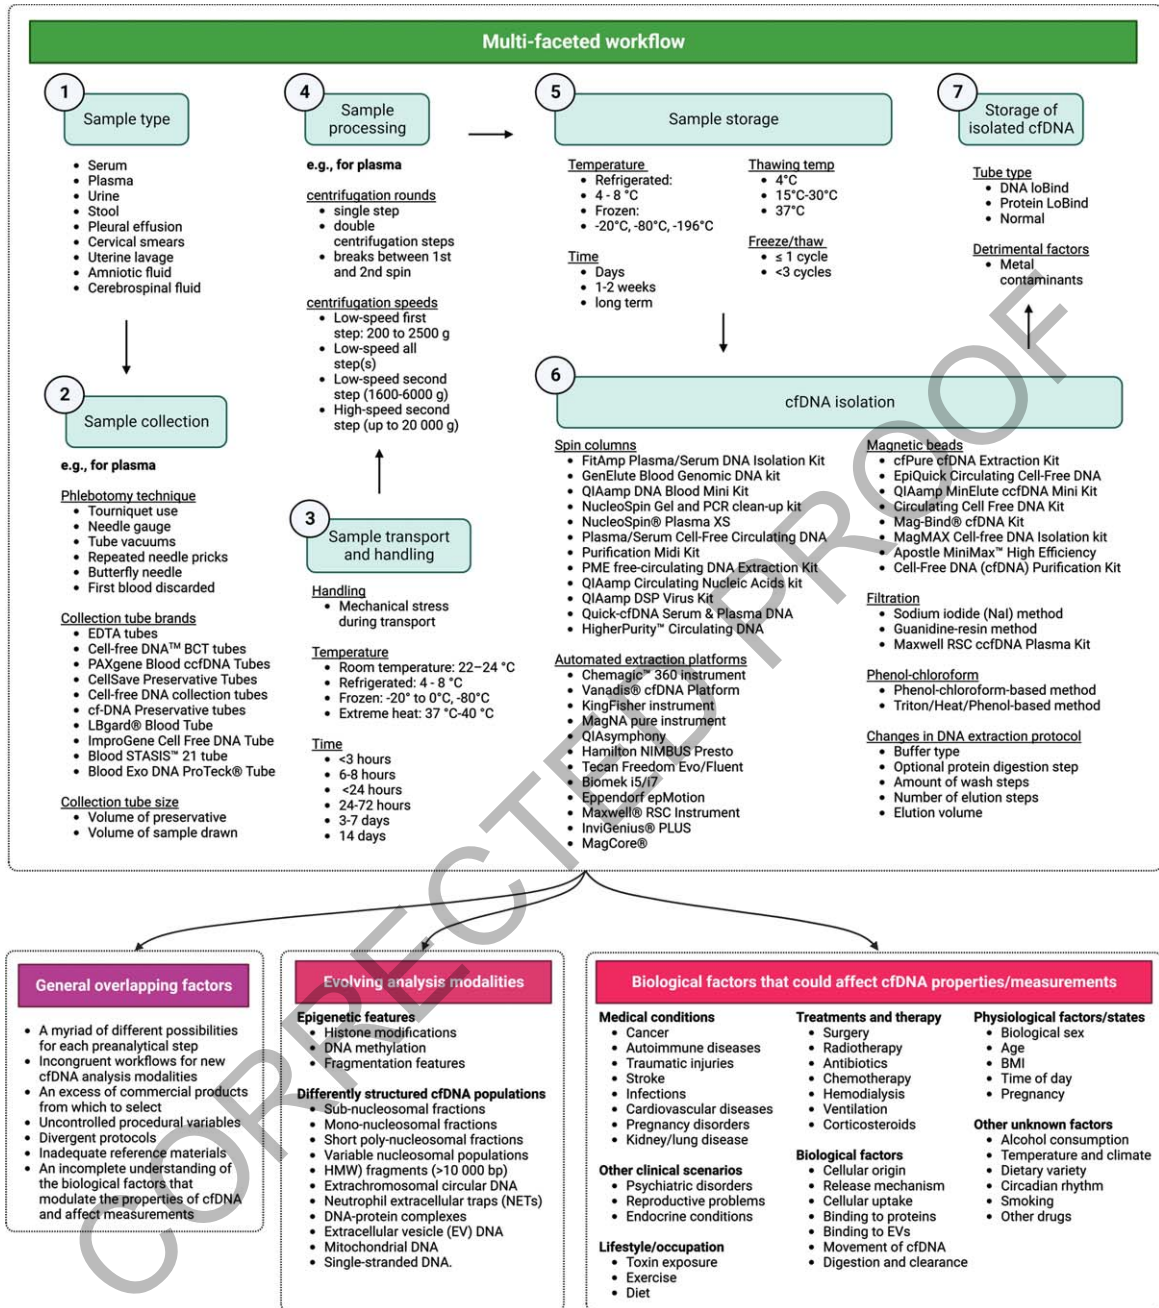 Multi-faceted workflow
1
Sample type
• Serum
• Plasma
• Urine
• Stool
• Pleural effusion
• Cervical smears
• Uterine lavage
• Amniotic fluid
• Cerebrospinal fluid
2
Sample collection
e.g., for plasma
Phlebotomy technique
• Tourniquet use
• Needle gauge
• Tube vacuums
• Repeated needle pricks
• Butterfly needle
• First blood discarded
Collection tube brands
• EDTA tubes
• Cell-free DNA™ BCT tubes
• PAXgene Blood ccfDNA Tubes
• CellSave Preservative Tubes
• Cell-free DNA collection tubes
• cf-DNA Preservative tubes
• LBgard® Blood Tube
• ImproGene Cell Free DNA Tube
• Blood STASIS™ 21 tube
• Blood Exo DNA ProTeck® Tube
Collection tube size
• Volume of preservative
• Volume of sample drawn
3
Sample transport
and handling
Handling
• Mechanical stress
during transport
Temperature
• Room temperature: 22–24 °C
• Refrigerated: 4 - 8 °C
• Frozen: -20° to 0°C, -80°C
• Extreme heat: 37 °C-40 °C
Time
• <3 hours
• 6-8 hours
• <24 hours
• 24-72 hours
• 3-7 days
• 14 days
4
Sample
processing
e.g., for plasma
centrifugation rounds
• single step
• double
centrifugation steps
• breaks between 1st
and 2nd spin
centrifugation speeds
• Low-speed first
step: 200 to 2500 g
• Low-speed all
step(s)
• Low-speed second
step (1600-6000 g)
• High-speed second
step (up to 20 000 g)
5
Sample storage
Temperature
• Refrigerated:
• 4 - 8 °C
• Frozen:
• -20°C, -80°C, -196°C
Time
• Days
• 1-2 weeks
• long term
Thawing temp
• 4°C
• 15°C-30°C
• 37°C
Freeze/thaw
• ≤ 1 cycle
• <3 cycles
6
cfDNA isolation
Spin columns
• FitAmp Plasma/Serum DNA Isolation Kit
• GenElute Blood Genomic DNA kit
• QIAamp DNA Blood Mini Kit
• NucleoSpin Gel and PCR clean-up kit
• NucleoSpin® Plasma XS
• Plasma/Serum Cell-Free Circulating DNA
• Purification Midi Kit
• PME free-circulating DNA Extraction Kit
• QIAamp Circulating Nucleic Acids kit
• QIAamp DSP Virus Kit
• Quick-cfDNA Serum & Plasma DNA
• HigherPurity™ Circulating DNA
Automated extraction platforms
• Chemagic™ 360 instrument
• Vanadis® cfDNA Platform
• KingFisher instrument
• MagNA pure instrument
• QIAsymphony
• Hamilton NIMBUS Presto
• Tecan Freedom Evo/Fluent
• Biomek i5/i7
• Eppendorf epMotion
• Maxwell® RSC Instrument
• InviGenius® PLUS
• MagCore®
Magnetic beads
• cfPure cfDNA Extraction Kit
• EpiQuick Circulating Cell-Free DNA
• QIAamp MinElute ccfDNA Mini Kit
• Circulating Cell Free DNA Kit
• Mag-Bind® cfDNA Kit
• MagMAX Cell-free DNA Isolation kit
• Apostle MiniMax™ High Efficiency
• Cell-Free DNA (cfDNA) Purification Kit
Filtration
• Sodium iodide (NaI) method
• Guanidine-resin method
• Maxwell RSC ccfDNA Plasma Kit
Phenol-chloroform
• Phenol-chloroform-based method
• Triton/Heat/Phenol-based method
Changes in DNA extraction protocol
• Buffer type
• Optional protein digestion step
• Amount of wash steps
• Number of elution steps
• Elution volume
7
Storage of
isolated cfDNA
Tube type
• DNA loBind
• Protein LoBind
• Normal
Detrimental factors
• Metal
contaminants
General overlapping factors
• A myriad of different possibilities
for each preanalytical step
• Incongruent workflows for new
cfDNA analysis modalities
• An excess of commercial products
from which to select
• Uncontrolled procedural variables
• Divergent protocols
• Inadequate reference materials
• An incomplete understanding of
the biological factors that
modulate the properties of cfDNA
and affect measurements
Evolving analysis modalities
Epigenetic features
• Histone modifications
• DNA methylation
• Fragmentation features
Differently structured cfDNA populations
• Sub-nucleosomal fractions
• Mono-nucleosomal fractions
• Short poly-nucleosomal fractions
• Variable nucleosomal populations
• HMW) fragments (>10 000 bp)
• Extrachromosomal circular DNA
• Neutrophil extracellular traps (NETs)
• DNA-protein complexes
• Extracellular vesicle (EV) DNA
• Mitochondrial DNA
• Single-stranded DNA.
Biological factors that could affect cfDNA properties/measurements
Medical conditions
• Cancer
• Autoimmune diseases
• Traumatic injuries
• Stroke
• Infections
• Cardiovascular diseases
• Pregnancy disorders
• Kidney/lung disease
Other clinical scenarios
• Psychiatric disorders
• Reproductive problems
• Endocrine conditions
Lifestyle/occupation
• Toxin exposure
• Exercise
• Diet
Treatments and therapy
• Surgery
• Radiotherapy
• Antibiotics
• Chemotherapy
• Hemodialysis
• Ventilation
• Corticosteroids
Biological factors
• Cellular origin
• Release mechanism
• Cellular uptake
• Binding to proteins
• Binding to EVs
• Movement of cfDNA
• Digestion and clearance
Physiological factors/states
• Biological sex
• Age
• BMI
• Time of day
• Pregnancy
Other unknown factors
• Alcohol consumption
• Temperature and climate
• Dietary variety
• Circadian rhythm
• Smoking
• Other drugs
CORRECTED PROOF